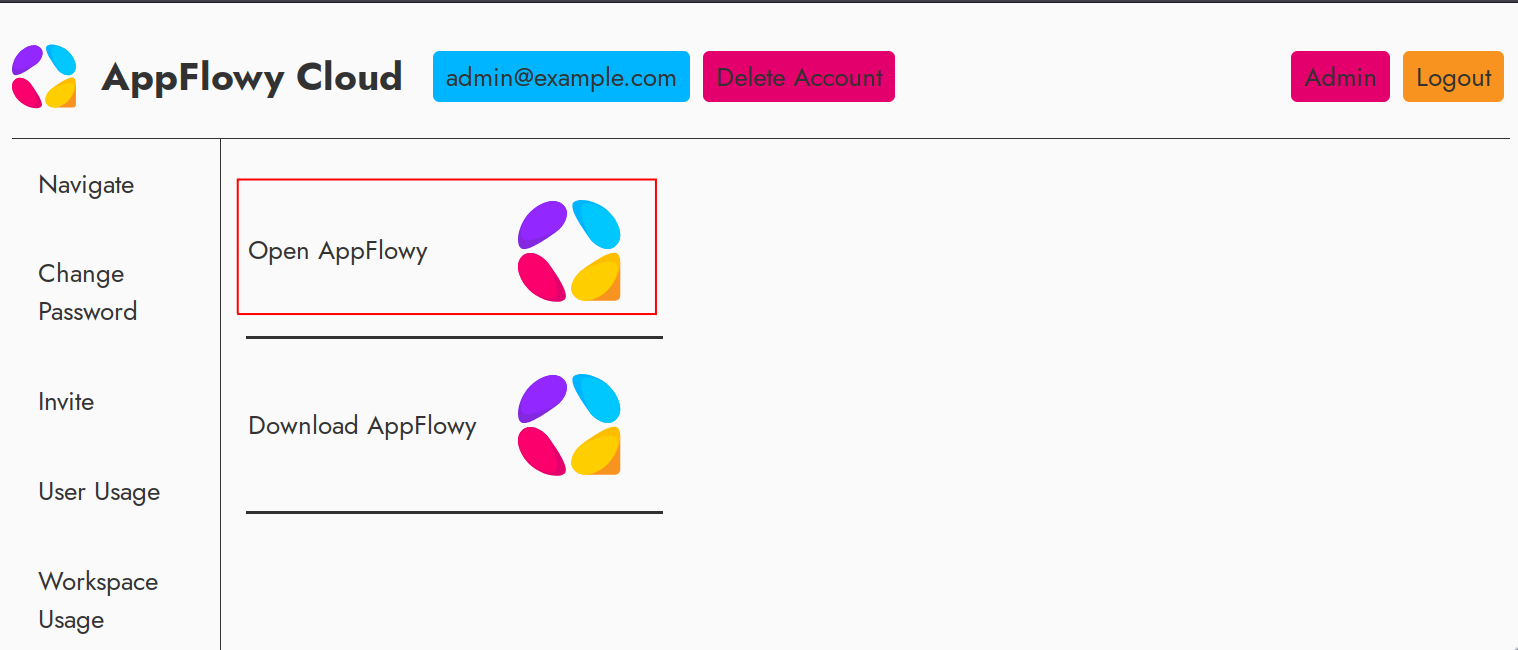 AppFlowy Cloud
admin@example.com
Delete Account
Admin
Logout
Navigate
Change
Password
Invite
User Usage
Workspace
Usage
Open AppFlowy
Download AppFlowy